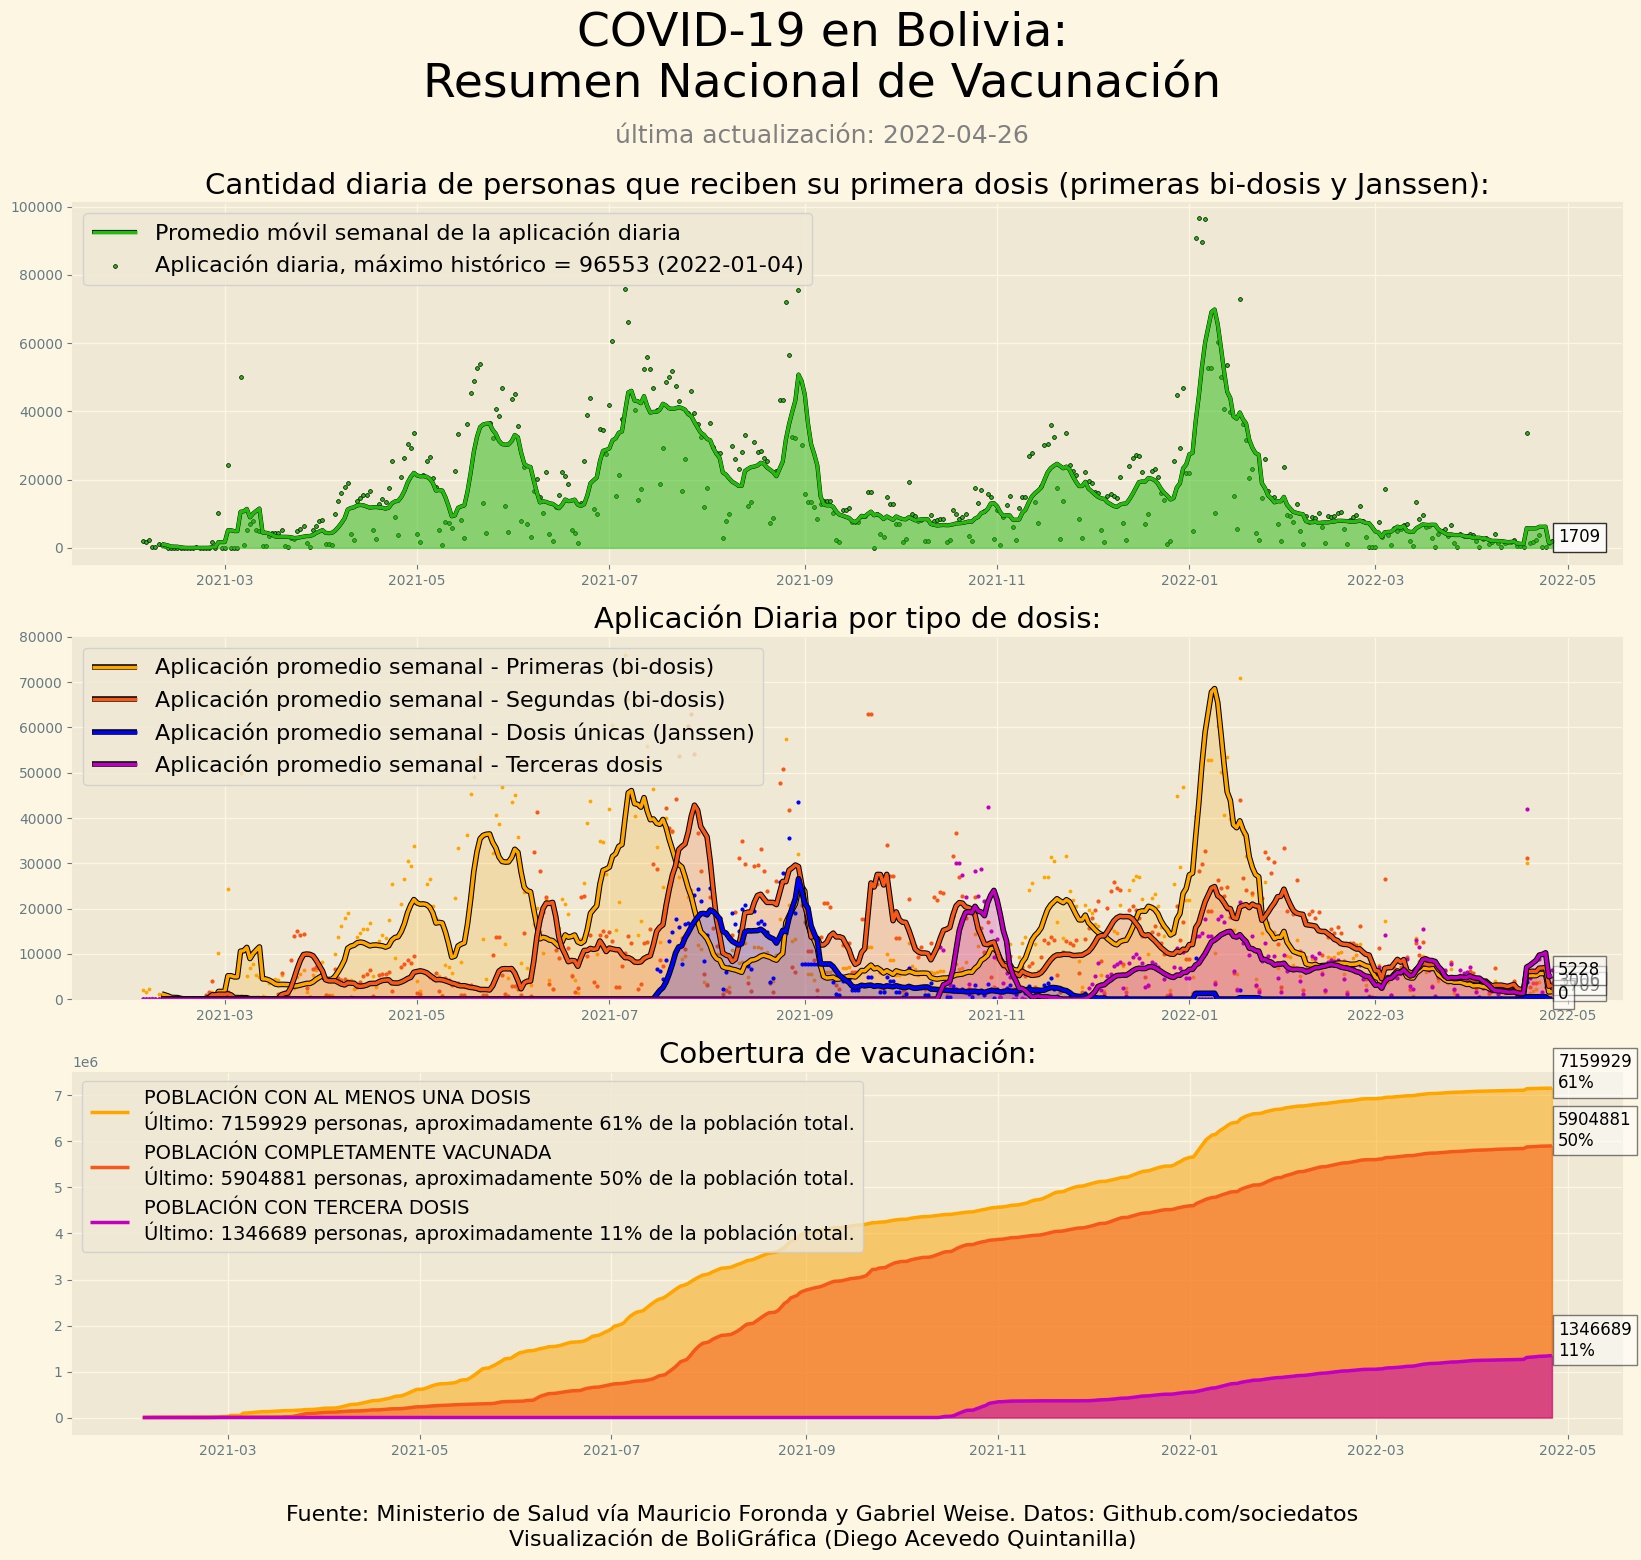 COVID-19 en Bolivia:
Resumen Nacional de Vacunación
última actualización: 2022-04-26
Cantidad diaria de personas que reciben su primera dosis (primeras bi-dosis y Janssen):
100000
80000
60000
40000
20000
0
Promedio móvil semanal de la aplicación diaria
Aplicación diaria, máximo histórico = 96553 (2022-01-04)
1709
2021-03 2021-05 2021-07 2021-09 2021-11 2022-01 2022-03 2022-05
Aplicación Diaria por tipo de dosis:
80000
70000
60000
50000
40000
30000
20000
10000
0
Aplicación promedio semanal - Primeras (bi-dosis)
Aplicación promedio semanal - Segundas (bi-dosis)
Aplicación promedio semanal - Dosis únicas (Janssen)
Aplicación promedio semanal - Terceras dosis
5228
0
2021-03 2021-05 2021-07 2021-09 2021-11 2022-01 2022-03 2022-05
Cobertura de vacunación:
1e6
7
6
5
4
3
2
1
0
POBLACIÓN CON AL MENOS UNA DOSIS
Último: 7159929 personas, aproximadamente 61% de la población total.
POBLACIÓN COMPLETAMENTE VACUNADA
Último: 5904881 personas, aproximadamente 50% de la población total.
POBLACIÓN CON TERCERA DOSIS
Último: 1346689 personas, aproximadamente 11% de la población total.
7159929
61%
5904881
50%
1346689
11%
2021-03 2021-05 2021-07 2021-09 2021-11 2022-01 2022-03 2022-05
Fuente: Ministerio de Salud vía Mauricio Foronda y Gabriel Weise. Datos: Github.com/sociedatos
Visualización de BoliGráfica (Diego Acevedo Quintanilla)